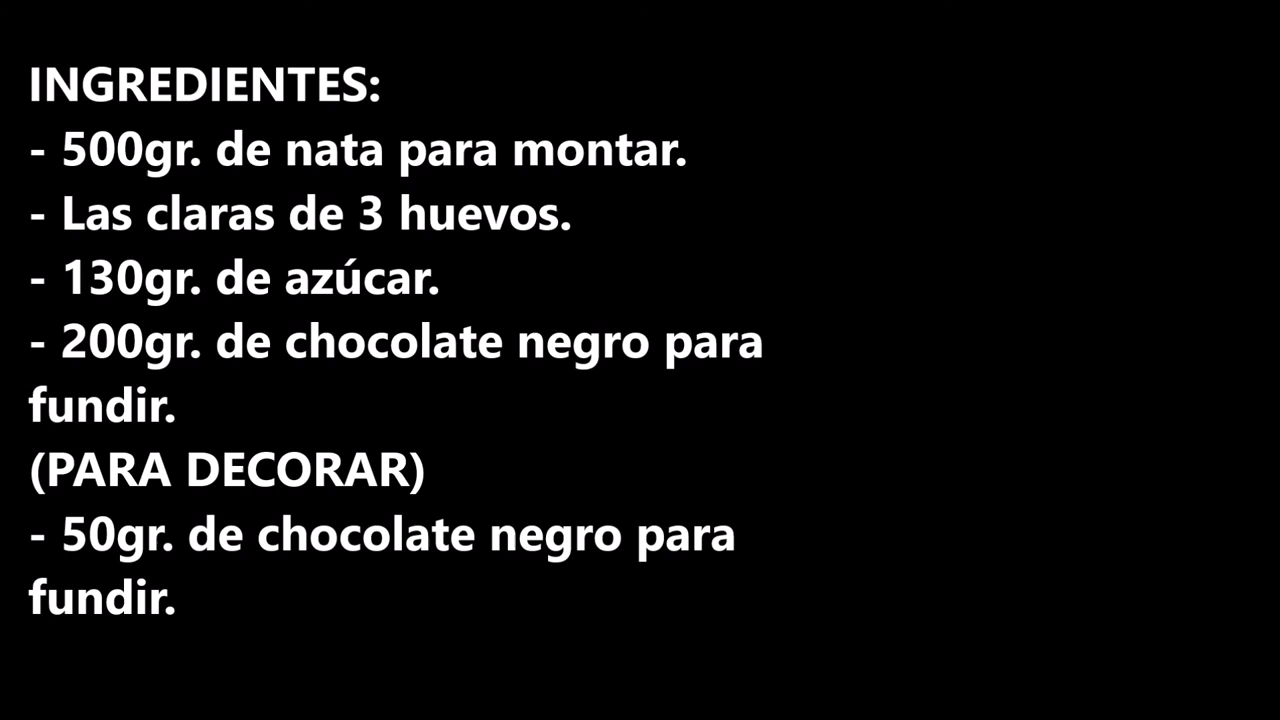 INGREDIENTES:
- 500gr. de nata para montar.
- Las claras de 3 huevos.
- 130gr. de azúcar.
- 200gr. de chocolate negro para
fundir.
(PARA DECORAR)
- 50gr. de chocolate negro para
fundir.